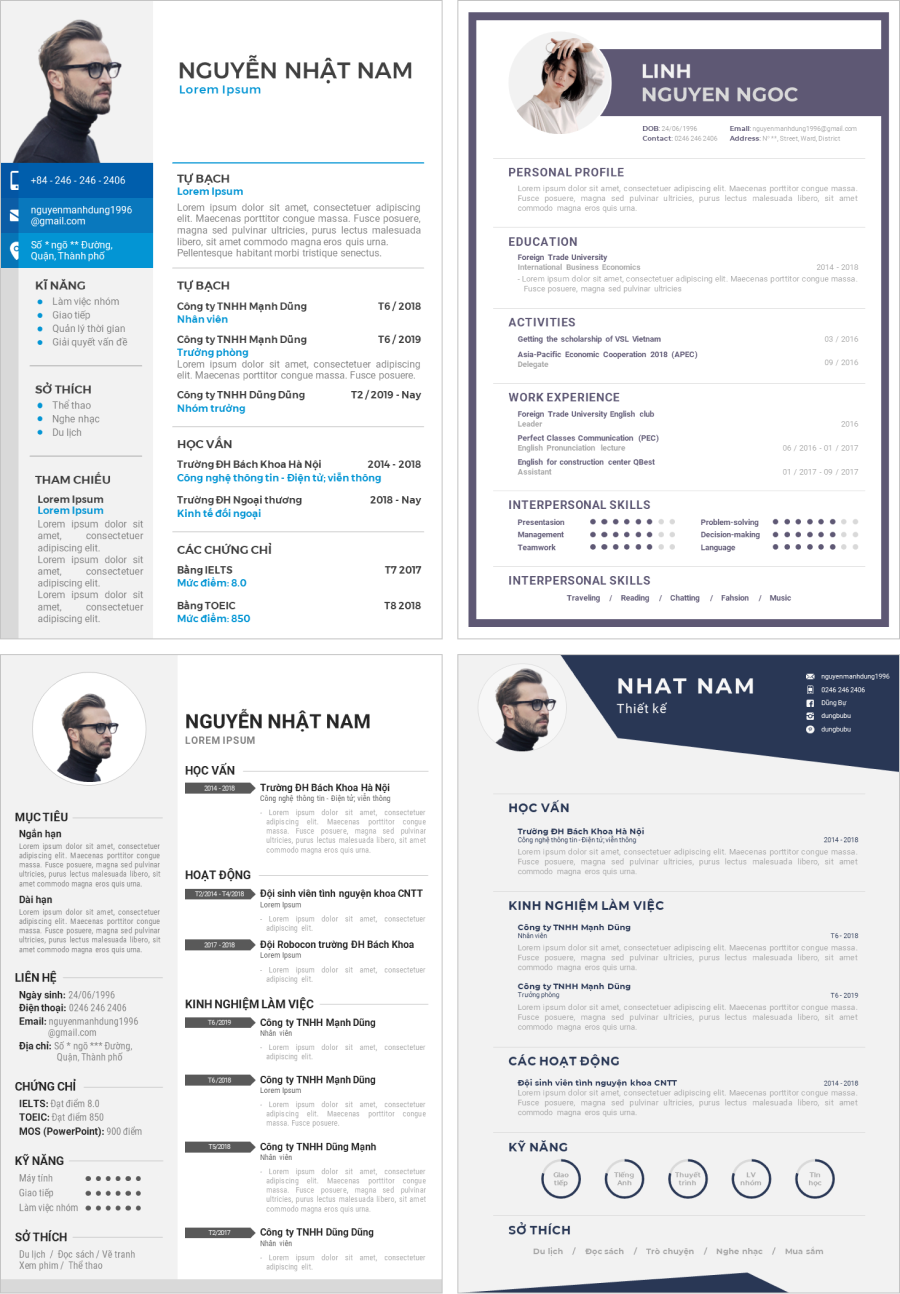 NGUYỄN NHẬT NAM
Lorem Ipsum
+84 - 246 - 246 - 2406
nguyenmanhdung1996
@gmail.com
Số * ngõ ** Đường,
Quận, Thành phố
KĨ NĂNG
Làm việc nhóm
Giao tiếp
Quản lý thời gian
Giải quyết vấn đề
SỞ THÍCH
Thể thao
Nghe nhạc
Du lịch
THAM CHIẾU
Lorem Ipsum
Lorem Ipsum
Lorem ipsum dolor sit
amet, consectetuer
adipiscing elit.
Lorem ipsum dolor sit
amet, consectetuer
adipiscing elit.
Lorem ipsum dolor sit
amet, consectetuer
adipiscing elit.
TỰ BẠCH
Lorem Ipsum
Lorem ipsum dolor sit amet, consectetuer adipiscing
elit. Maecenas porttitor congue massa. Fusce posuere,
magna sed pulvinar ultricies, purus lectus malesuada
libero, sit amet commodo magna eros quis urna.
Pellentesque habitant morbi tristique senectus.
TỰ BẠCH
Công ty TNHH Mạnh Dũng T6 / 2018
Nhân viên
Công ty TNHH Mạnh Dũng T6 / 2019
Trưởng phòng
Lorem ipsum dolor sit amet, consectetuer adipiscing
elit. Maecenas porttitor congue massa. Fusce posuere.
Công ty TNHH Dũng Dũng T2 / 2019 - Nay
Nhóm trưởng
HỌC VẤN
Trường ĐH Bách Khoa Hà Nội 2014 - 2018
Công nghệ thông tin - Điện tử; viễn thông
Trường ĐH Ngoại thương 2018 - Nay
Kinh tế đối ngoại
CÁC CHỨNG CHỈ
Bằng IELTS T7 2017
Mức điểm: 8.0
Bằng TOEIC T8 2018
Mức điểm: 850
LINH
NGUYEN NGOC
DOB: 24/06/1996 Email: nguyenmanhdung1996@gmail.com
Contact: 0246 246 2406 Address: N° **, Street, Ward, District
PERSONAL PROFILE
Lorem ipsum dolor sit amet, consectetuer adipiscing elit. Maecenas porttitor congue massa.
Fusce posuere, magna sed pulvinar ultricies, purus lectus malesuada libero, sit amet
commodo magna eros quis urna.
EDUCATION
Foreign Trade University
International Business Economics 2014 - 2018
- Lorem ipsum dolor sit amet, consectetuer adipiscing elit. Maecenas porttitor congue massa.
Fusce posuere, magna sed pulvinar ultricies
ACTIVITIES
Getting the scholarship of VSL Vietnam 03 / 2016
Asia-Pacific Economic Cooperation 2018 (APEC)
Delegate 09 / 2016
WORK EXPERIENCE
Foreign Trade University English club
Leader 2016
Perfect Classes Communication (PEC)
English Pronunciation lecture 06 / 2016 - 01 / 2017
English for construction center QBest
Assistant 01 / 2017 - 09 / 2017
INTERPERSONAL SKILLS
Presentasion Problem-solving
Management Decision-making
Teamwork Language
INTERPERSONAL SKILLS
Traveling / Reading / Chatting / Fahsion / Music
MỤC TIÊU
Ngắn hạn
Lorem ipsum dolor sit amet, consectetuer
adipiscing elit. Maecenas porttitor congue
massa. Fusce posuere, magna sed pulvinar
ultricies, purus lectus malesuada libero, sit
amet commodo magna eros quis urna.
Dài hạn
Lorem ipsum dolor sit amet, consectetuer
adipiscing elit. Maecenas porttitor congue
massa. Fusce posuere, magna sed pulvinar
ultricies, purus lectus malesuada libero, sit
amet commodo magna eros quis urna.
LIÊN HỆ
Ngày sinh: 24/06/1996
Điện thoại: 0246 246 2406
Email: nguyenmanhdung1996
@gmail.com
Địa chỉ: Số * ngõ *** Đường,
Quận, Thành phố
CHỨNG CHỈ
IELTS: Đạt điểm 8.0
TOEIC: Đạt điểm 850
MOS (PowerPoint): 900 điểm
KỸ NĂNG
Máy tính
Giao tiếp
Làm việc nhóm
SỞ THÍCH
Du lịch / Đọc sách / Vẽ tranh
Xem phim / Thể thao
NGUYỄN NHẬT NAM
LOREM IPSUM
HỌC VẤN
2014 - 2018 Trường ĐH Bách Khoa Hà Nội
Công nghệ thông tin - Điện tử; viễn thông
- Lorem ipsum dolor sit amet, consectetuer
adipiscing elit. Maecenas porttitor congue
massa. Fusce posuere, magna sed pulvinar
ultricies, purus lectus malesuada libero, sit amet
commodo magna eros quis urna.
HOẠT ĐỘNG
T2/2014 - T4/2018 Đội sinh viên tình nguyện khoa CNTT
Lorem Ipsum
- Lorem ipsum dolor sit amet, consectetuer
adipiscing elit.
2017 - 2018 Đội Robocon trường ĐH Bách Khoa
Lorem Ipsum
- Lorem ipsum dolor sit amet, consectetuer
adipiscing elit.
KINH NGHIỆM LÀM VIỆC
T6/2019 Công ty TNHH Mạnh Dũng
Nhân viên
- Lorem ipsum dolor sit amet, consectetuer
adipiscing elit.
T6/2018 Công ty TNHH Mạnh Dũng
Lorem Ipsum
- Lorem ipsum dolor sit amet, consectetuer
adipiscing elit. Maecenas porttitor congue
massa. Fusce posuere.
T5/2018 Công ty TNHH Dũng Mạnh
Nhân viên
- Lorem ipsum dolor sit amet, consectetuer
adipiscing elit. Maecenas porttitor congue
massa. Fusce posuere, magna sed pulvinar
ultricies, purus lectus malesuada libero, sit amet
commodo magna eros quis urna.
T2/2017 Công ty TNHH Dũng Dũng
Nhân viên
- Lorem ipsum dolor sit amet, consectetuer
adipiscing elit.
NHAT NAM
Thiết kế
nguyenmanhdung1996
0246 246 2406
Dũng Bự
dungbubu
dungbubu
HỌC VẤN
Trường ĐH Bách Khoa Hà Nội
Công nghệ thông tin - Điện tử; viễn thông 2014 - 2018
Lorem ipsum dolor sit amet, consectetuer adipiscing elit. Maecenas porttitor congue massa.
Fusce posuere, magna sed pulvinar ultricies, purus lectus malesuada libero, sit amet
commodo magna eros quis urna.
KINH NGHIỆM LÀM VIỆC
Công ty TNHH Mạnh Dũng
Nhân viên T6 - 2018
Lorem ipsum dolor sit amet, consectetuer adipiscing elit. Maecenas porttitor congue massa.
Fusce posuere, magna sed pulvinar ultricies, purus lectus malesuada libero, sit amet
commodo magna eros quis urna.
Công ty TNHH Mạnh Dũng
Trưởng phòng T6 - 2019
Lorem ipsum dolor sit amet, consectetuer adipiscing elit. Maecenas porttitor congue massa.
Fusce posuere, magna sed pulvinar ultricies, purus lectus malesuada libero, sit amet
commodo magna eros quis urna.
CÁC HOẠT ĐỘNG
Đội sinh viên tình nguyện khoa CNTT 2014 - 2018
Lorem ipsum dolor sit amet, consectetuer adipiscing elit. Maecenas porttitor congue massa.
Fusce posuere, magna sed pulvinar ultricies, purus lectus malesuada libero, sit amet
commodo magna eros quis urna.
KỸ NĂNG
Giao tiếp
Tiếng Anh
Thuyết trình
LV nhóm
Tin học
SỞ THÍCH
Du lịch / Đọc sách / Trò chuyện / Nghe nhạc / Mua sắm